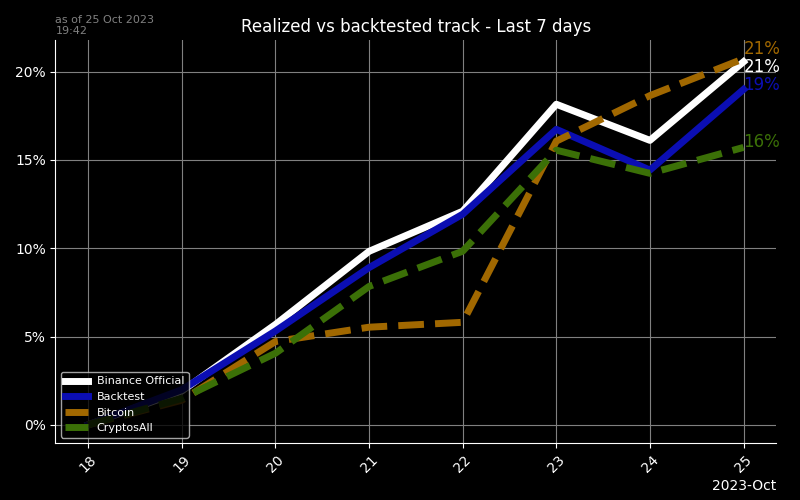 as of 25 Oct 2023
19:42
Realized vs backtested track - Last 7 days
21%
21%
19%
16%
20%
15%
10%
5%
0%
Binance Official
Backtest
Bitcoin
CryptosAll
18
19
20
21
22
23
24
25
2023-Oct